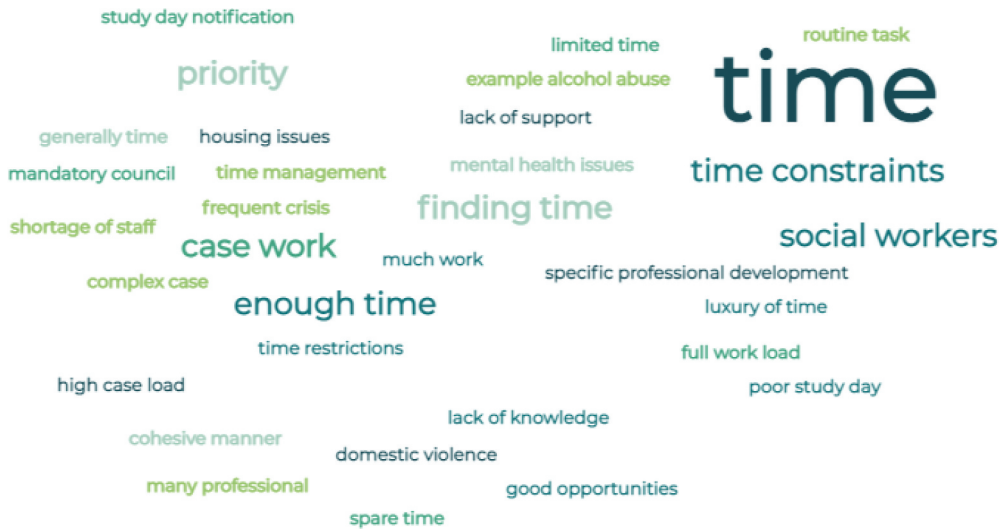 study day notification
routine task
limited time
priority
example alcohol abuse
time
lack of support
generally time
housing issues
mental health issues
time constraints
mandatory council
time management
frequent crisis
finding time
shortage of staff
case work
social workers
much work
specific professional development
complex case
enough time
luxury of time
time restrictions
full work load
high case load
poor study day
lack of knowledge
cohesive manner
domestic violence
many professional
good opportunities
spare time